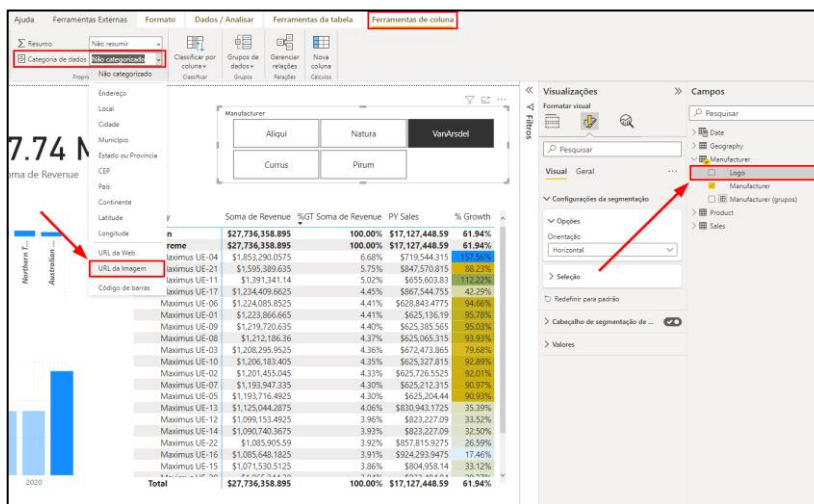 Ajuda Ferramentas Externas Formato Dados / Analisar Ferramentas da tabela Ferramentas de coluna
Resumo Não resumir
Categoria de dados Não categorizado
Classificar por coluna
Grupos de dados
Gerenciar relações
Nova coluna
Classificar Grupos Relações Cálculos
Não categorizado
Endereço
Local
Cidade
Município
Estado ou Província
CEP
País
Continente
Latitude
Longitude
URL da Web
URL da Imagem
Código de barras
Manufacturer
Aliqui Natura VanArsdel
Currus Pirum
7.74
oma de Revenue
Northern T...
Australian ...
2020
Soma de Revenue %GT Soma de Revenue PY Sales % Growth
$27,736,358.895 100.00% $17,127,448.59 61.94%
reme $27,736,358.895 100.00% $17,127,448.59 61.94%
Maximus UE-04 $1,853,290.0575 6.68% $719,544.315 157.56%
Maximus UE-21 $1,595,389.635 5.75% $847,570.815 88.23%
Maximus UE-11 $1,391,341.14 5.02% $655,603.83 112.22%
Maximus UE-17 $1,234,409.6625 4.45% $867,544.755 42.29%
Maximus UE-06 $1,224,085.8525 4.41% $628,843.4775 94.66%
Maximus UE-01 $1,223,866.665 4.41% $625,136.19 95.78%
Maximus UE-09 $1,219,720.635 4.40% $625,385.565 95.03%
Maximus UE-08 $1,212,186.36 4.37% $625,065.315 93.93%
Maximus UE-03 $1,208,295.9525 4.36% $672,473.865 79.68%
Maximus UE-10 $1,206,183.405 4.35% $625,327.815 92.89%
Maximus UE-02 $1,201,455.045 4.33% $625,726.5525 92.01%
Maximus UE-07 $1,193,947.335 4.30% $625,212.315 90.97%
Maximus UE-05 $1,193,716.4925 4.30% $625,204.44 90.93%
Maximus UE-13 $1,125,044.2875 4.06% $830,943.1725 35.39%
Maximus UE-12 $1,099,153.4925 3.96% $823,227.09 33.52%
Maximus UE-14 $1,090,740.3675 3.93% $823,227.09 32.50%
Maximus UE-22 $1,085,905.59 3.92% $857,815.9275 26.59%
Maximus UE-16 $1,085,648.1825 3.91% $924,293.9475 17.46%
Maximus UE-15 $1,071,530.5125 3.86% $804,958.14 33.12%
Total $27,736,358.895 100.00% $17,127,448.59 61.94%
Filtros
Visualizações
Formatar visual
Pesquisar
Visual Geral
Configurações da segmentação
Opções
Orientação
Horizontal
Seleção
Redefinir para padrão
Cabeçalho de segmentação de ...
Valores
Campos
Pesquisar
Date
Geography
Manufacturer
Logo
Manufacturer
Manufacturer (grupos)
Product
Sales